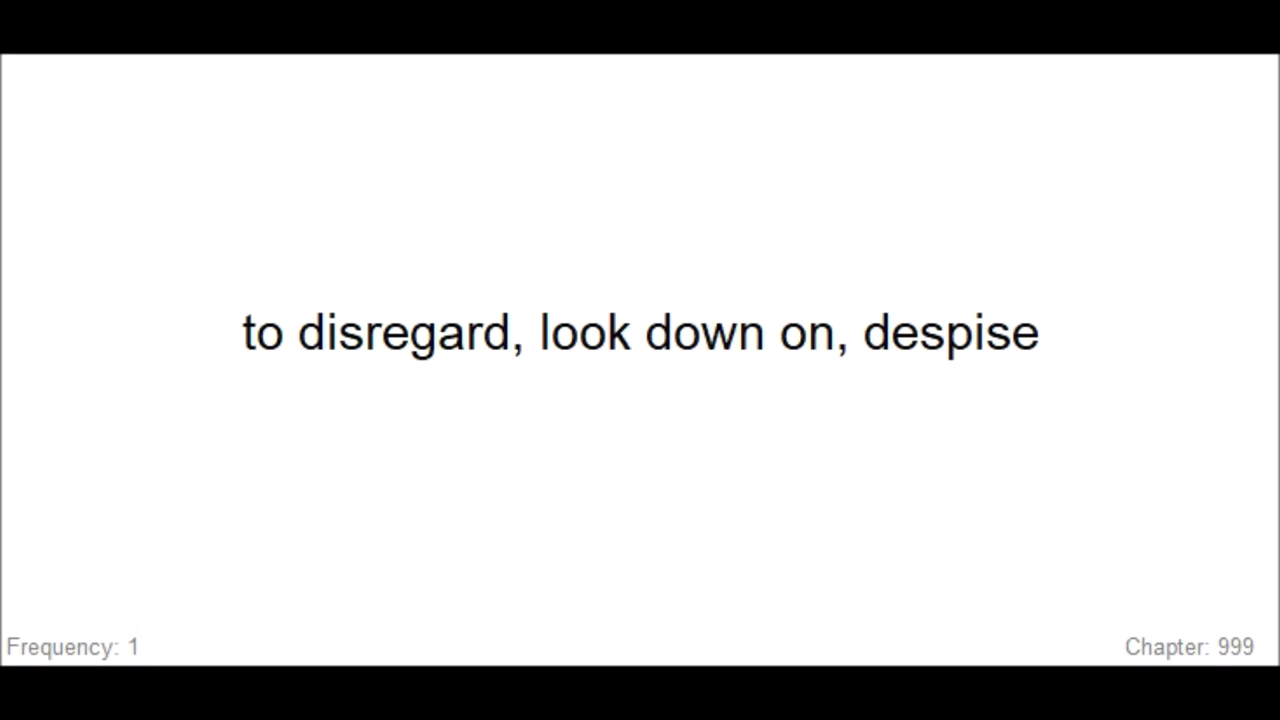 to disregard, look down on, despise
Frequency: 1
Chapter: 999